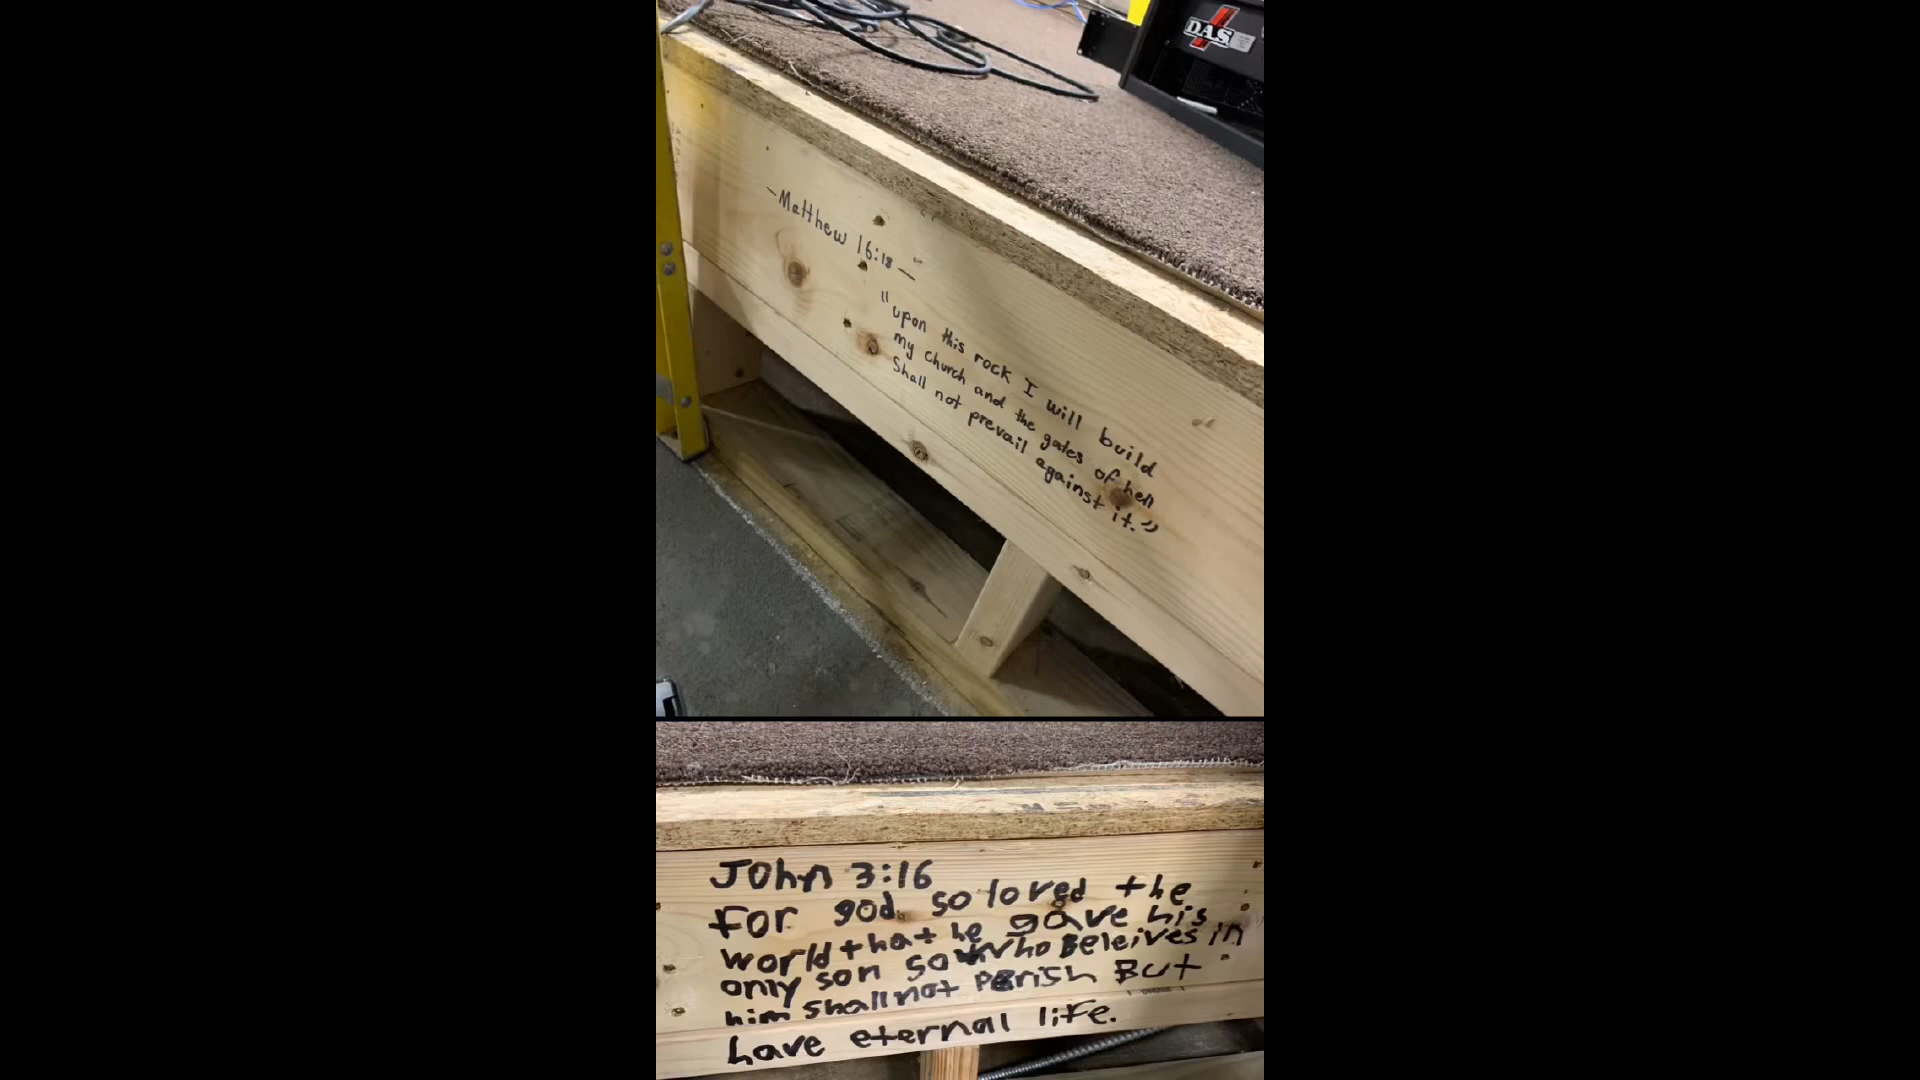 D.A.S.
-Matthew 16:18-
"upon this rock I will build
my church and the gates of hell
Shall not prevail against it."
John 3:16
For god so loved the
world that he gave his
only son so who Beleives in
him shall not perish But
have eternal life.